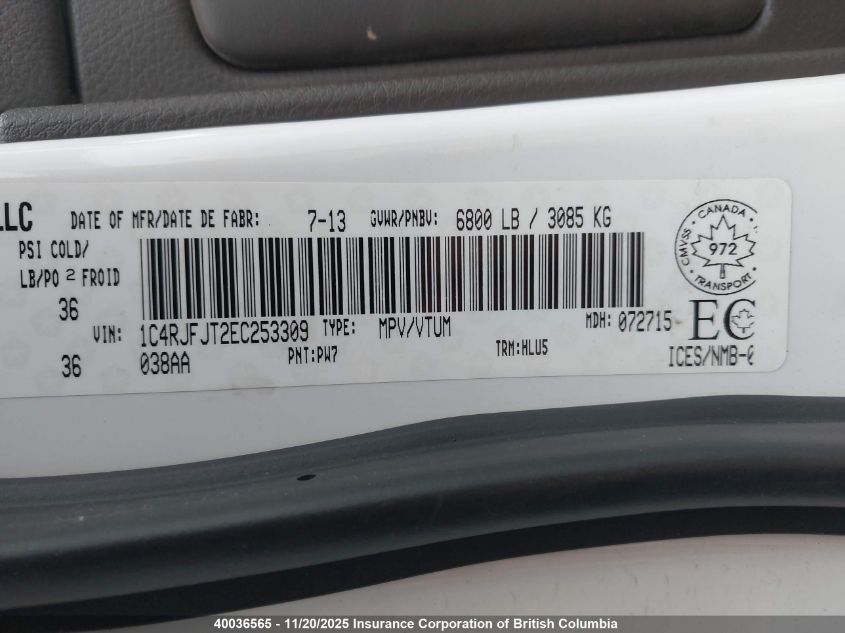 LLC DATE OF MFR/DATE DE FABR: 7-13 GVWR/PNBV: 6800 LB / 3085 KG
PSI COLD/
LB/PO 2 FROID
36
VIN: 1C4RJFJT2EC253309 TYPE: MPV/VTUM MDH: 072715
36 038AA PNT:PW7 TRM:HLU5
CANADA
CMVSS 972
TRANSPORT
EC
ICES/NMB-
40036565 - 11/20/2025 Insurance Corporation of British Columbia